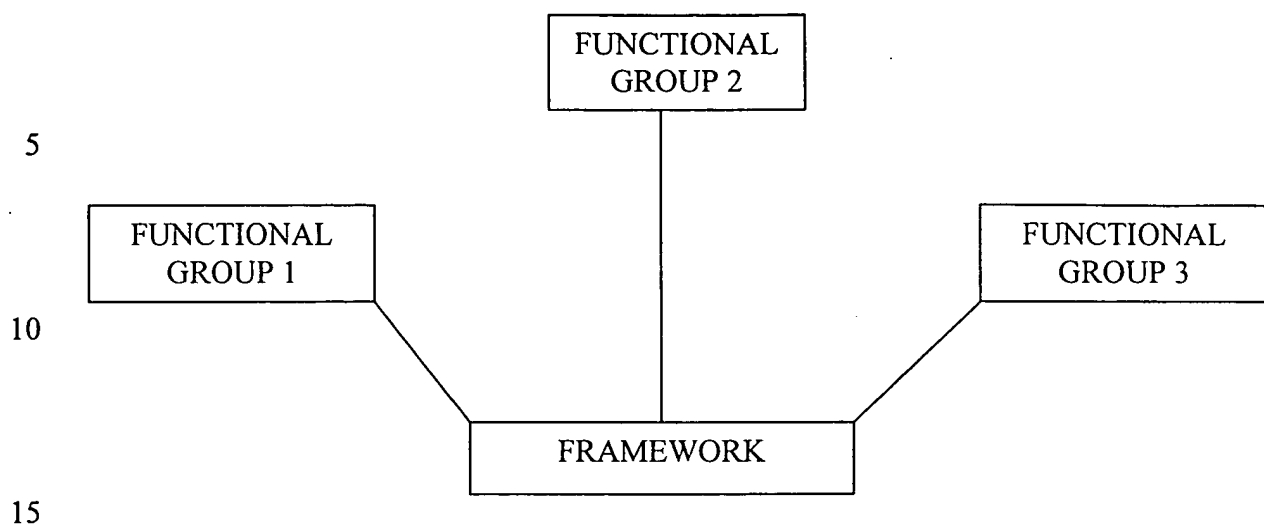 FUNCTIONAL
GROUP 2
5
FUNCTIONAL
GROUP 1
FUNCTIONAL
GROUP 3
10
FRAMEWORK
15